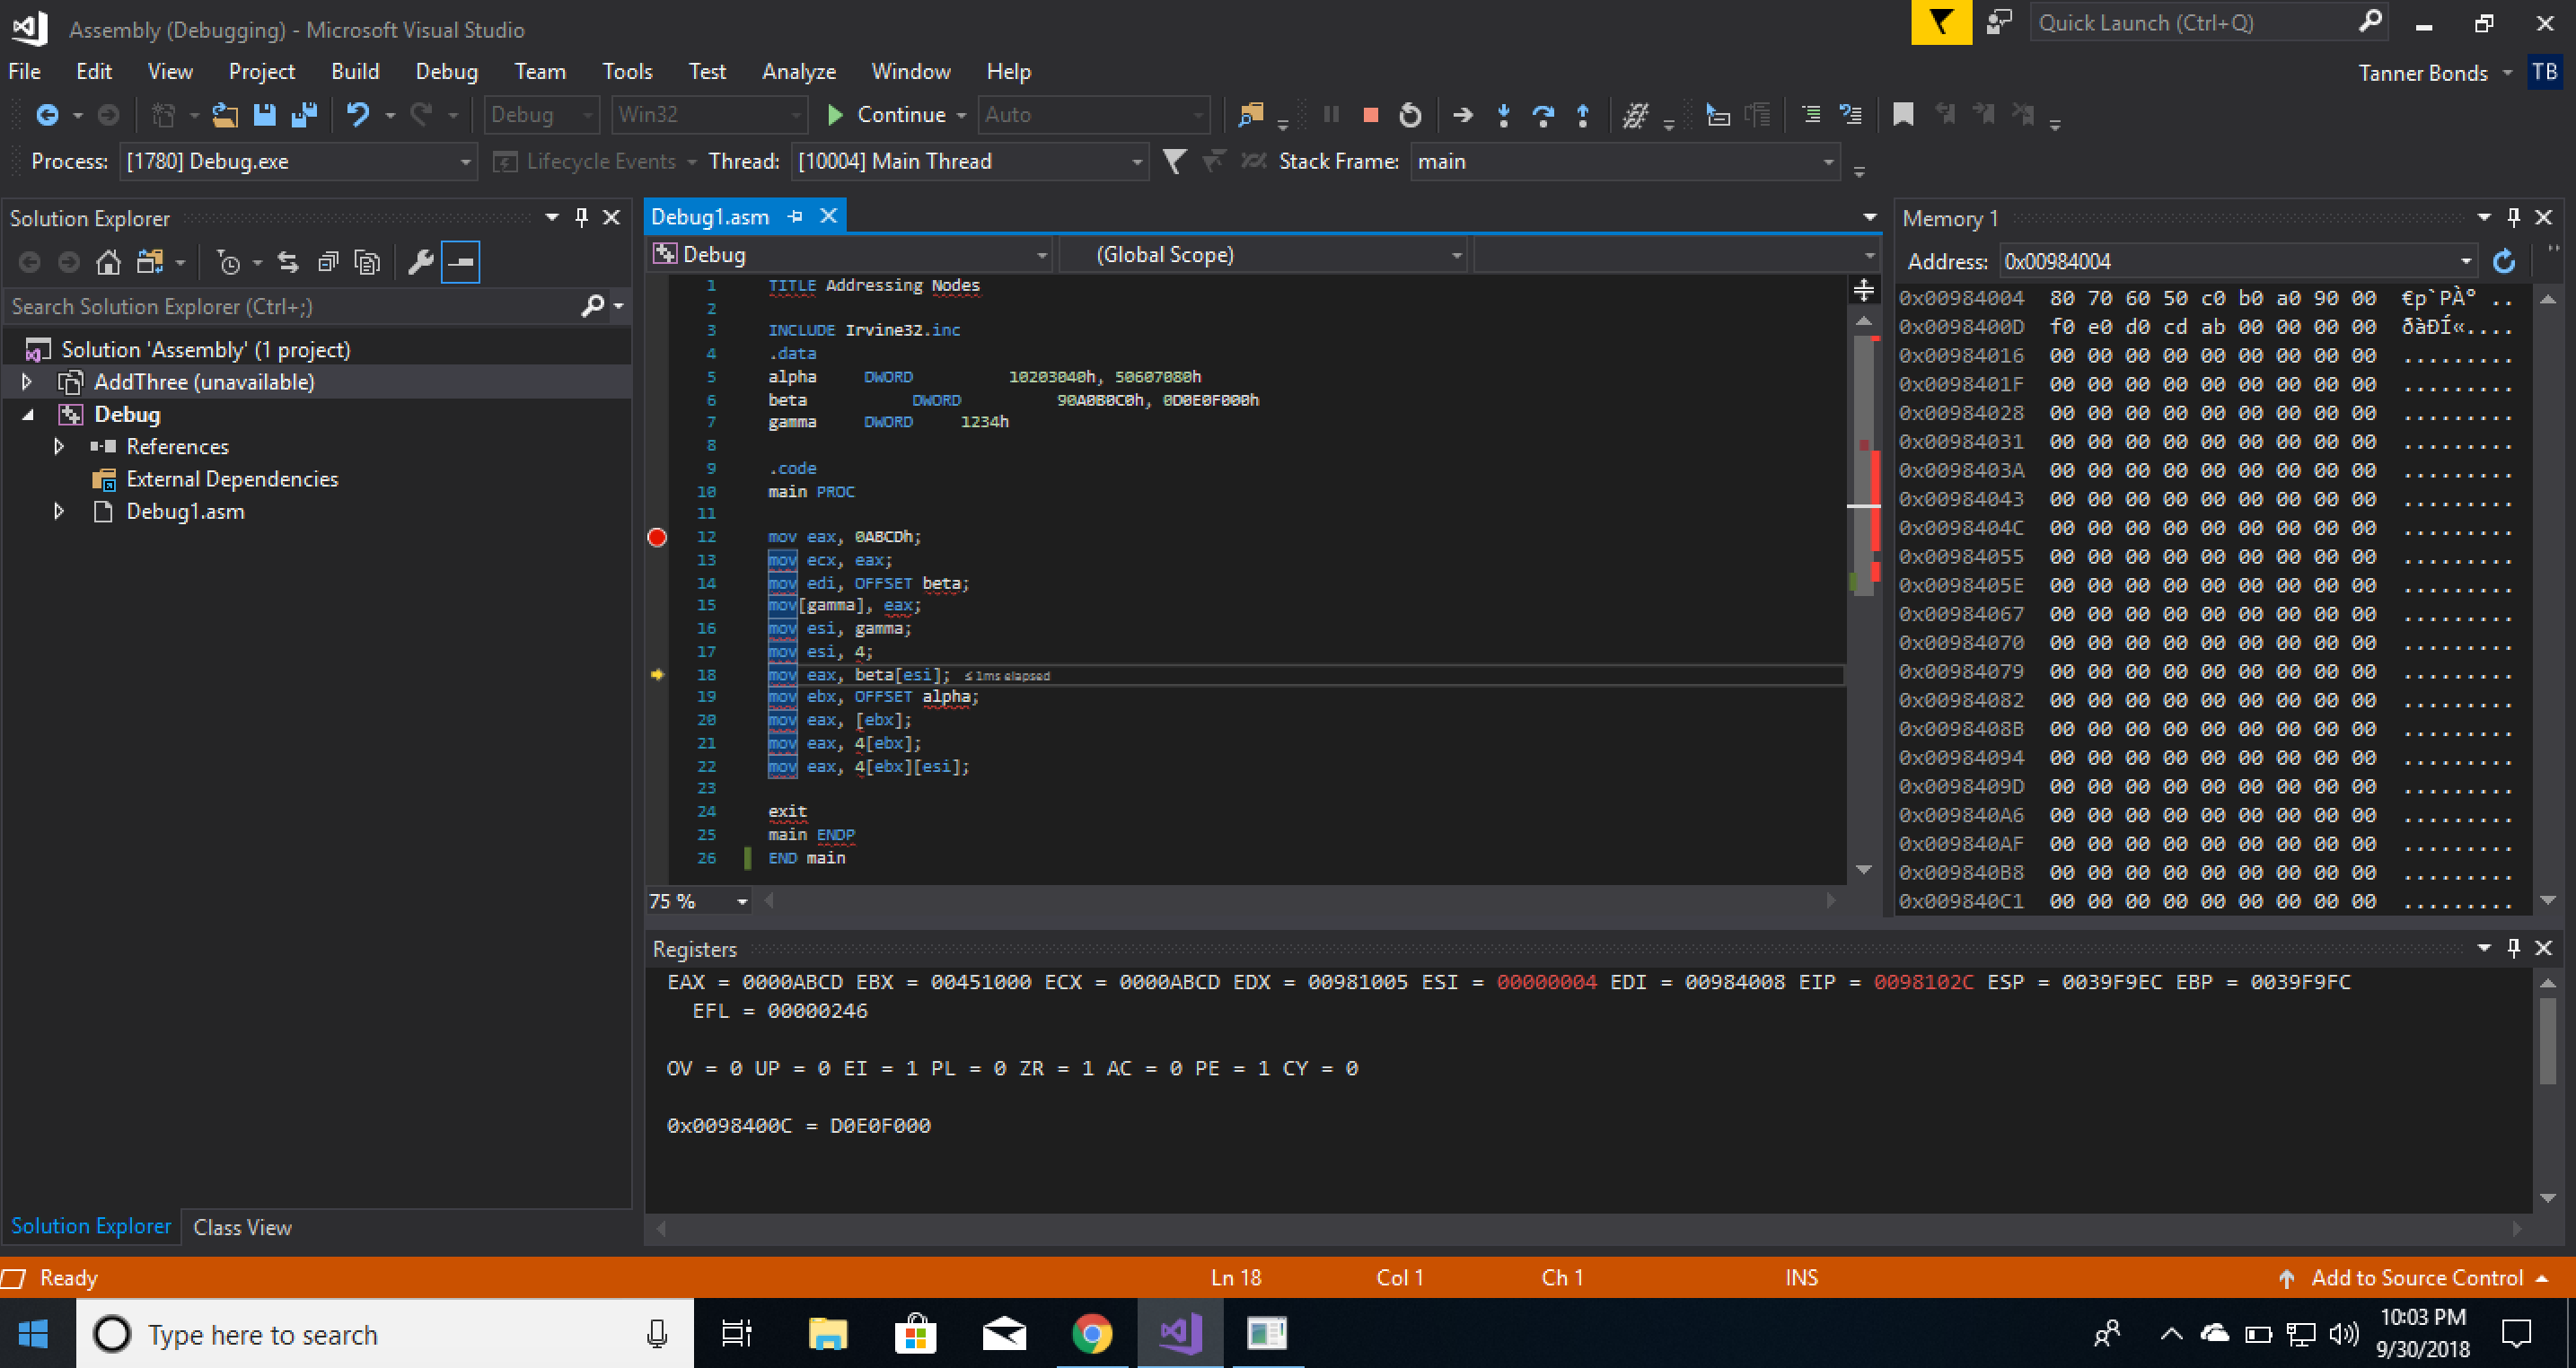 Assembly (Debugging) - Microsoft Visual Studio
Quick Launch (Ctrl+Q)
File Edit View Project Build Debug Team Tools Test Analyze Window Help
Tanner Bonds TB
Debug Win32 Continue Auto
Process: [1780] Debug.exe Lifecycle Events Thread: [10004] Main Thread Stack Frame: main
Solution Explorer
Search Solution Explorer (Ctrl+;)
Solution 'Assembly' (1 project)
AddThree (unavailable)
Debug
References
External Dependencies
Debug1.asm
Solution Explorer Class View
Debug1.asm
Debug (Global Scope)
1 TITLE Addressing Nodes
2
3 INCLUDE Irvine32.inc
4 .data
5 alpha DWORD 10203040h, 50607080h
6 beta DWORD 90A0B0C0h, 0D0E0F000h
7 gamma DWORD 1234h
8
9 .code
10 main PROC
11
12 mov eax, 0ABCDh;
13 mov ecx, eax;
14 mov edi, OFFSET beta;
15 mov[gamma], eax;
16 mov esi, gamma;
17 mov esi, 4;
18 mov eax, beta[esi]; ≤ 1ms elapsed
19 mov ebx, OFFSET alpha;
20 mov eax, [ebx];
21 mov eax, 4[ebx];
22 mov eax, 4[ebx][esi];
23
24 exit
25 main ENDP
26 END main
75 %
Memory 1
Address: 0x00984004
0x00984004 80 70 60 50 c0 b0 a0 90 00 €p`PÀ° ..
0x0098400D f0 e0 d0 cd ab 00 00 00 00 ðàÐÍ«....
0x00984016 00 00 00 00 00 00 00 00 00 .........
0x0098401F 00 00 00 00 00 00 00 00 00 .........
0x00984028 00 00 00 00 00 00 00 00 00 .........
0x00984031 00 00 00 00 00 00 00 00 00 .........
0x0098403A 00 00 00 00 00 00 00 00 00 .........
0x00984043 00 00 00 00 00 00 00 00 00 .........
0x0098404C 00 00 00 00 00 00 00 00 00 .........
0x00984055 00 00 00 00 00 00 00 00 00 .........
0x0098405E 00 00 00 00 00 00 00 00 00 .........
0x00984067 00 00 00 00 00 00 00 00 00 .........
0x00984070 00 00 00 00 00 00 00 00 00 .........
0x00984079 00 00 00 00 00 00 00 00 00 .........
0x00984082 00 00 00 00 00 00 00 00 00 .........
0x0098408B 00 00 00 00 00 00 00 00 00 .........
0x00984094 00 00 00 00 00 00 00 00 00 .........
0x0098409D 00 00 00 00 00 00 00 00 00 .........
0x009840A6 00 00 00 00 00 00 00 00 00 .........
0x009840AF 00 00 00 00 00 00 00 00 00 .........
0x009840B8 00 00 00 00 00 00 00 00 00 .........
0x009840C1 00 00 00 00 00 00 00 00 00 .........
Registers
EAX = 0000ABCD EBX = 00451000 ECX = 0000ABCD EDX = 00981005 ESI = 00000004 EDI = 00984008 EIP = 0098102C ESP = 0039F9EC EBP = 0039F9FC
EFL = 00000246
OV = 0 UP = 0 EI = 1 PL = 0 ZR = 1 AC = 0 PE = 1 CY = 0
0x0098400C = D0E0F000
Ready Ln 18 Col 1 Ch 1 INS Add to Source Control
Type here to search
10:03 PM
9/30/2018